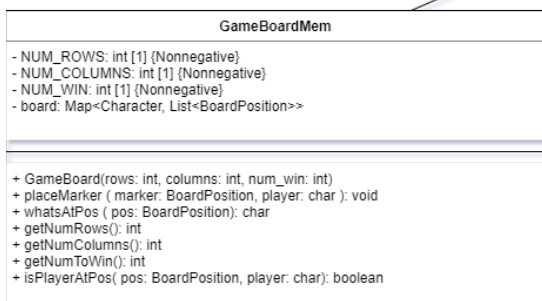 GameBoardMem
- NUM_ROWS: int [1] {Nonnegative}
- NUM_COLUMNS: int [1] {Nonnegative}
- NUM_WIN: int [1] {Nonnegative}
- board: Map<Character, List<BoardPosition>>
+ GameBoard(rows: int, columns: int, num_win: int)
+ placeMarker ( marker: BoardPosition, player: char ): void
+ whatsAtPos ( pos: BoardPosition): char
+ getNumRows(): int
+ getNumColumns(): int
+ getNumToWin(): int
+ isPlayerAtPos( pos: BoardPosition, player: char): boolean